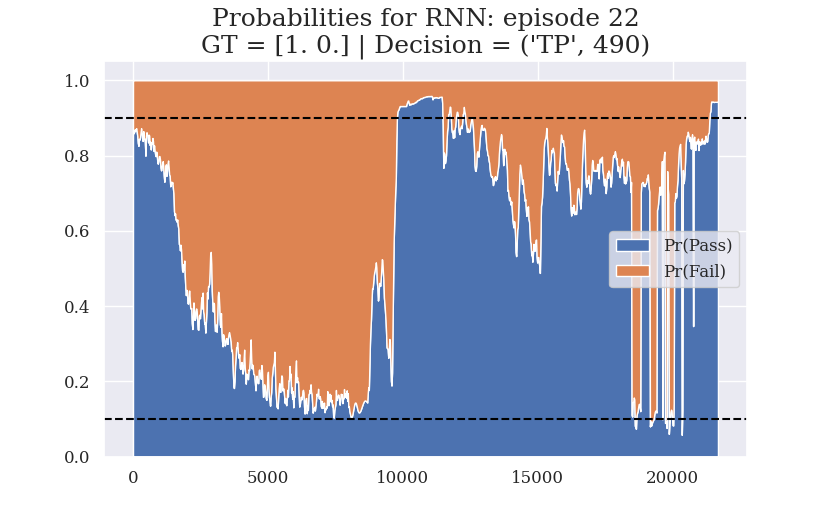 Probabilities for RNN: episode 22
GT = [1. 0.] | Decision = ('TP', 490)
1.0
0.8
0.6
0.4
0.2
0.0
Pr(Pass)
Pr(Fail)
0 5000 10000 15000 20000